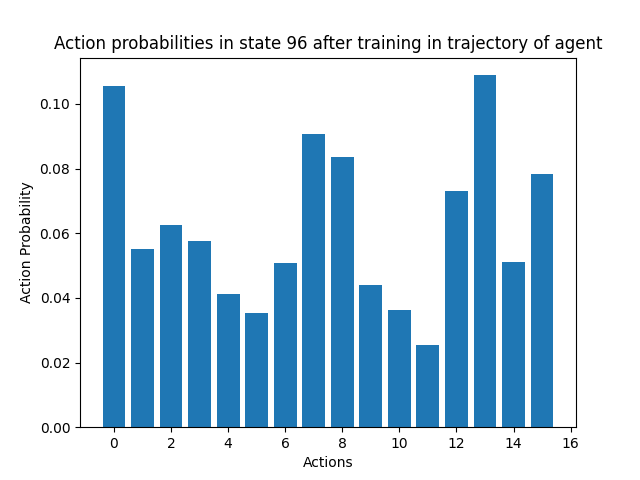 Action probabilities in state 96 after training in trajectory of agent
0.10
0.08
0.06
0.04
0.02
0.00
Action Probability
0 2 4 6 8 10 12 14 16
Actions